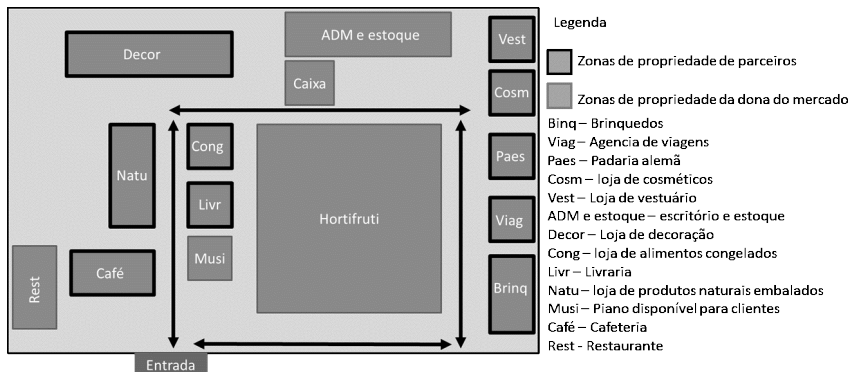 Decor
ADM e estoque
Vest
Caixa
Cosm
Cong
Natu
Livr
Hortifruti
Paes
Musi
Viag
Café
Rest
Brinq
Entrada
Legenda
Zonas de propriedade de parceiros
Zonas de propriedade da dona do mercado
Binq – Brinquedos
Viag – Agencia de viagens
Paes – Padaria alemã
Cosm – loja de cosméticos
Vest – Loja de vestuário
ADM e estoque – escritório e estoque
Decor – Loja de decoração
Cong – loja de alimentos congelados
Livr – Livraria
Natu – loja de produtos naturais embalados
Musi – Piano disponível para clientes
Café – Cafeteria
Rest - Restaurante